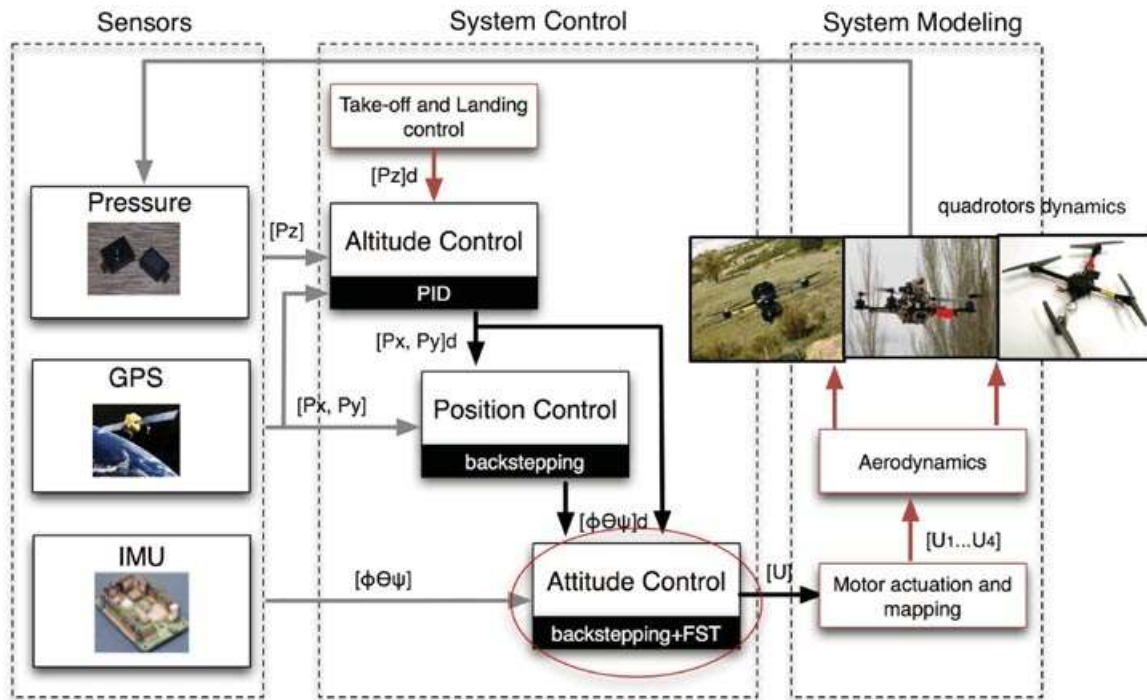 Sensors
System Control
System Modeling
Take-off and Landing
control
[Pz]d
Pressure
[Pz]
Altitude Control
PID
quadrotors dynamics
[Px, Py]d
GPS
[Px, Py]
Position Control
backstepping
Aerodynamics
[ϕΘψ]d
[U1...U4]
IMU
[ϕΘψ]
Attitude Control
backstepping+FST
[U]
Motor actuation and
mapping